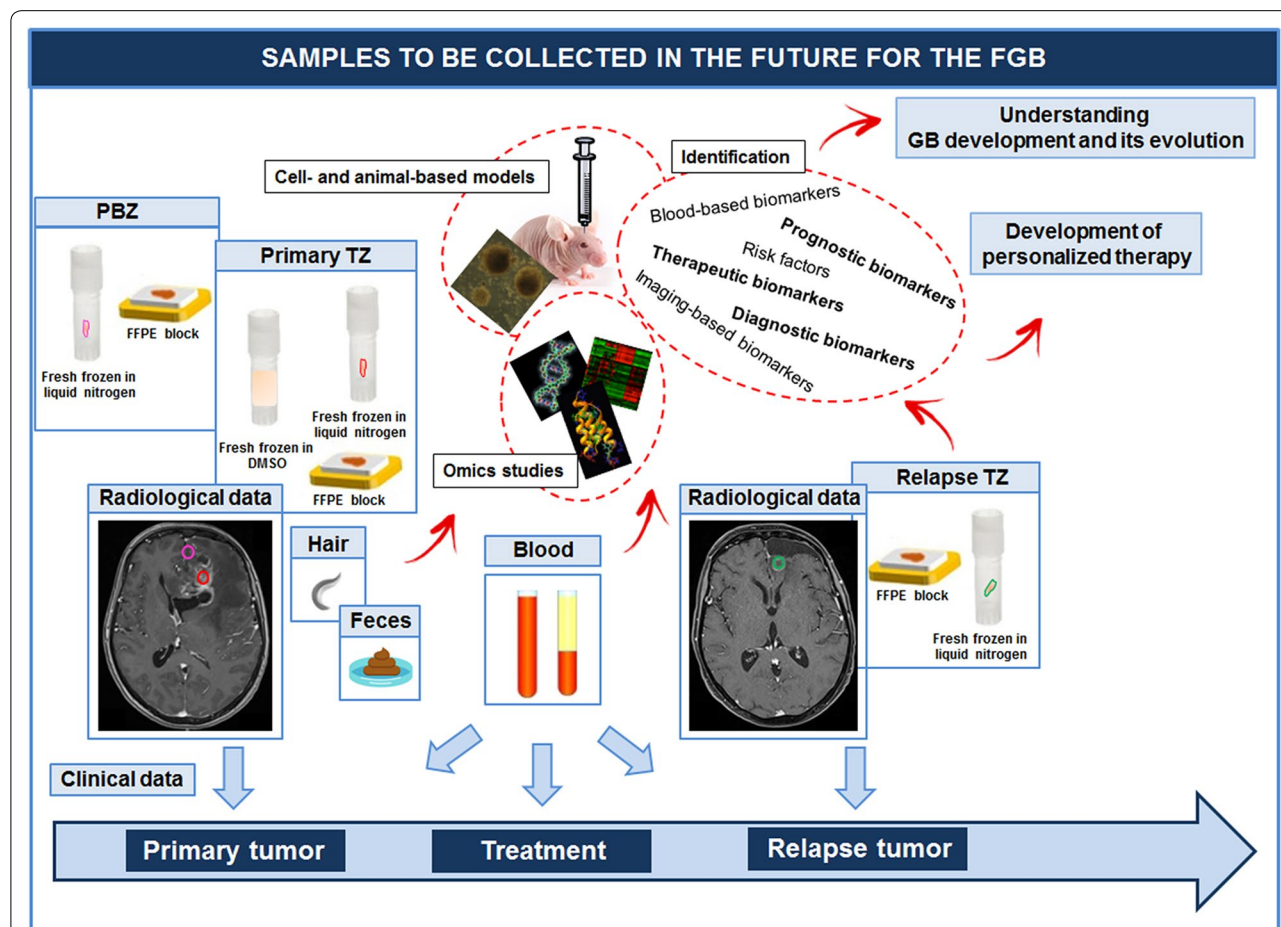 SAMPLES TO BE COLLECTED IN THE FUTURE FOR THE FGB
Understanding
GB development and its evolution
Identification
Cell- and animal-based models
Blood-based biomarkers
Prognostic biomarkers
Risk factors
Therapeutic biomarkers
Imaging-based biomarkers
Diagnostic biomarkers
Development of
personalized therapy
PBZ
FFPE block
Fresh frozen in
liquid nitrogen
Primary TZ
Fresh frozen in
liquid nitrogen
Fresh frozen in
DMSO
FFPE block
Omics studies
Radiological data
Hair
Feces
Blood
Radiological data
Relapse TZ
FFPE block
Fresh frozen in
liquid nitrogen
Clinical data
Primary tumor
Treatment
Relapse tumor